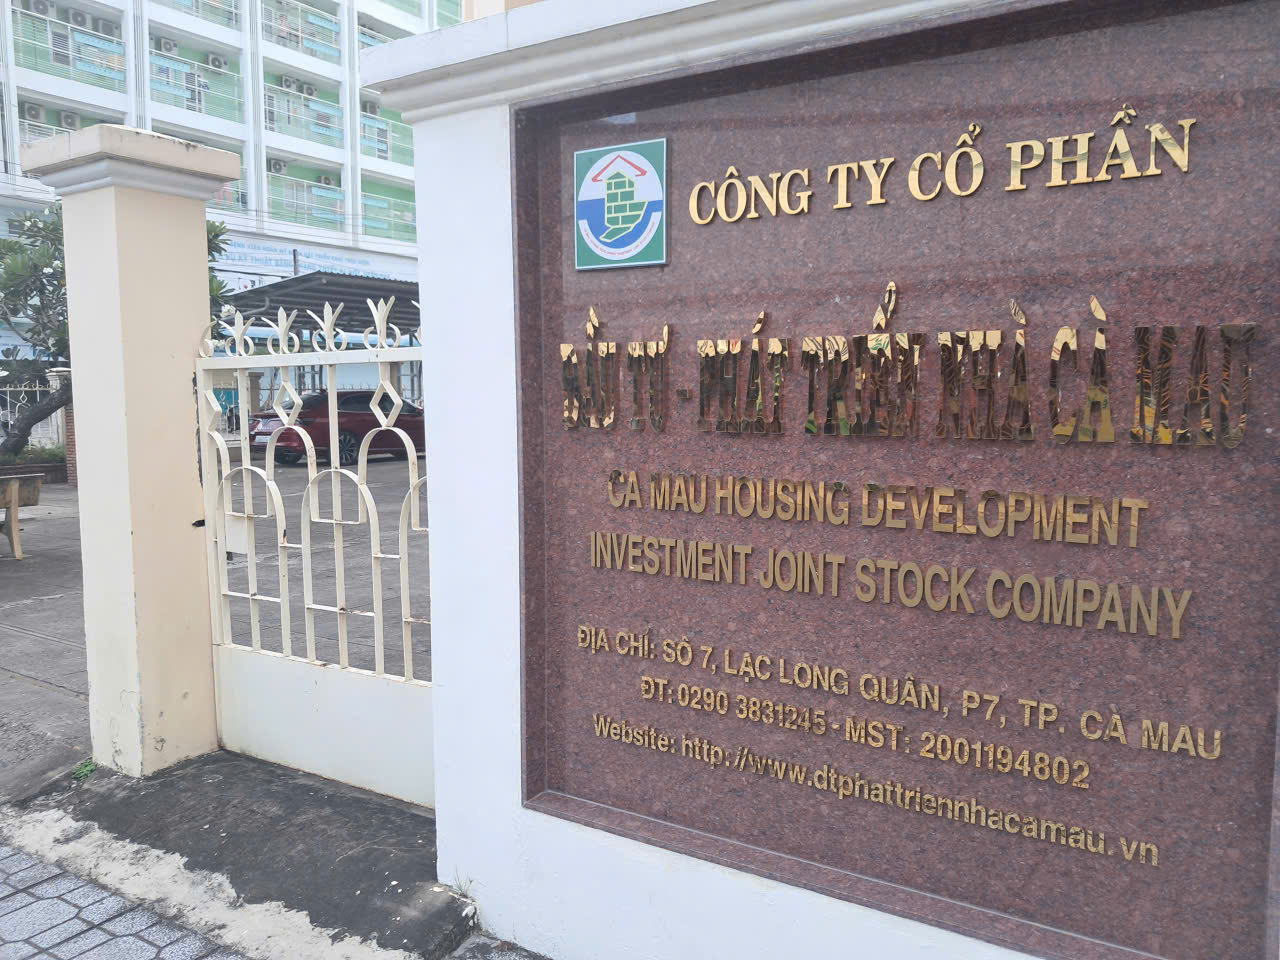 CÔNG TY CỔ PHẦN
ĐẦU TƯ - PHÁT TRIỂN NHÀ CÀ MAU
CA MAU HOUSING DEVELOPMENT
INVESTMENT JOINT STOCK COMPANY
ĐỊA CHỈ: SỐ 7, LẠC LONG QUÂN, P7, TP. CÀ MAU
ĐT: 0290 3831245 - MST: 2001194802
Website: http://www.dtphattriennhacamau.vn